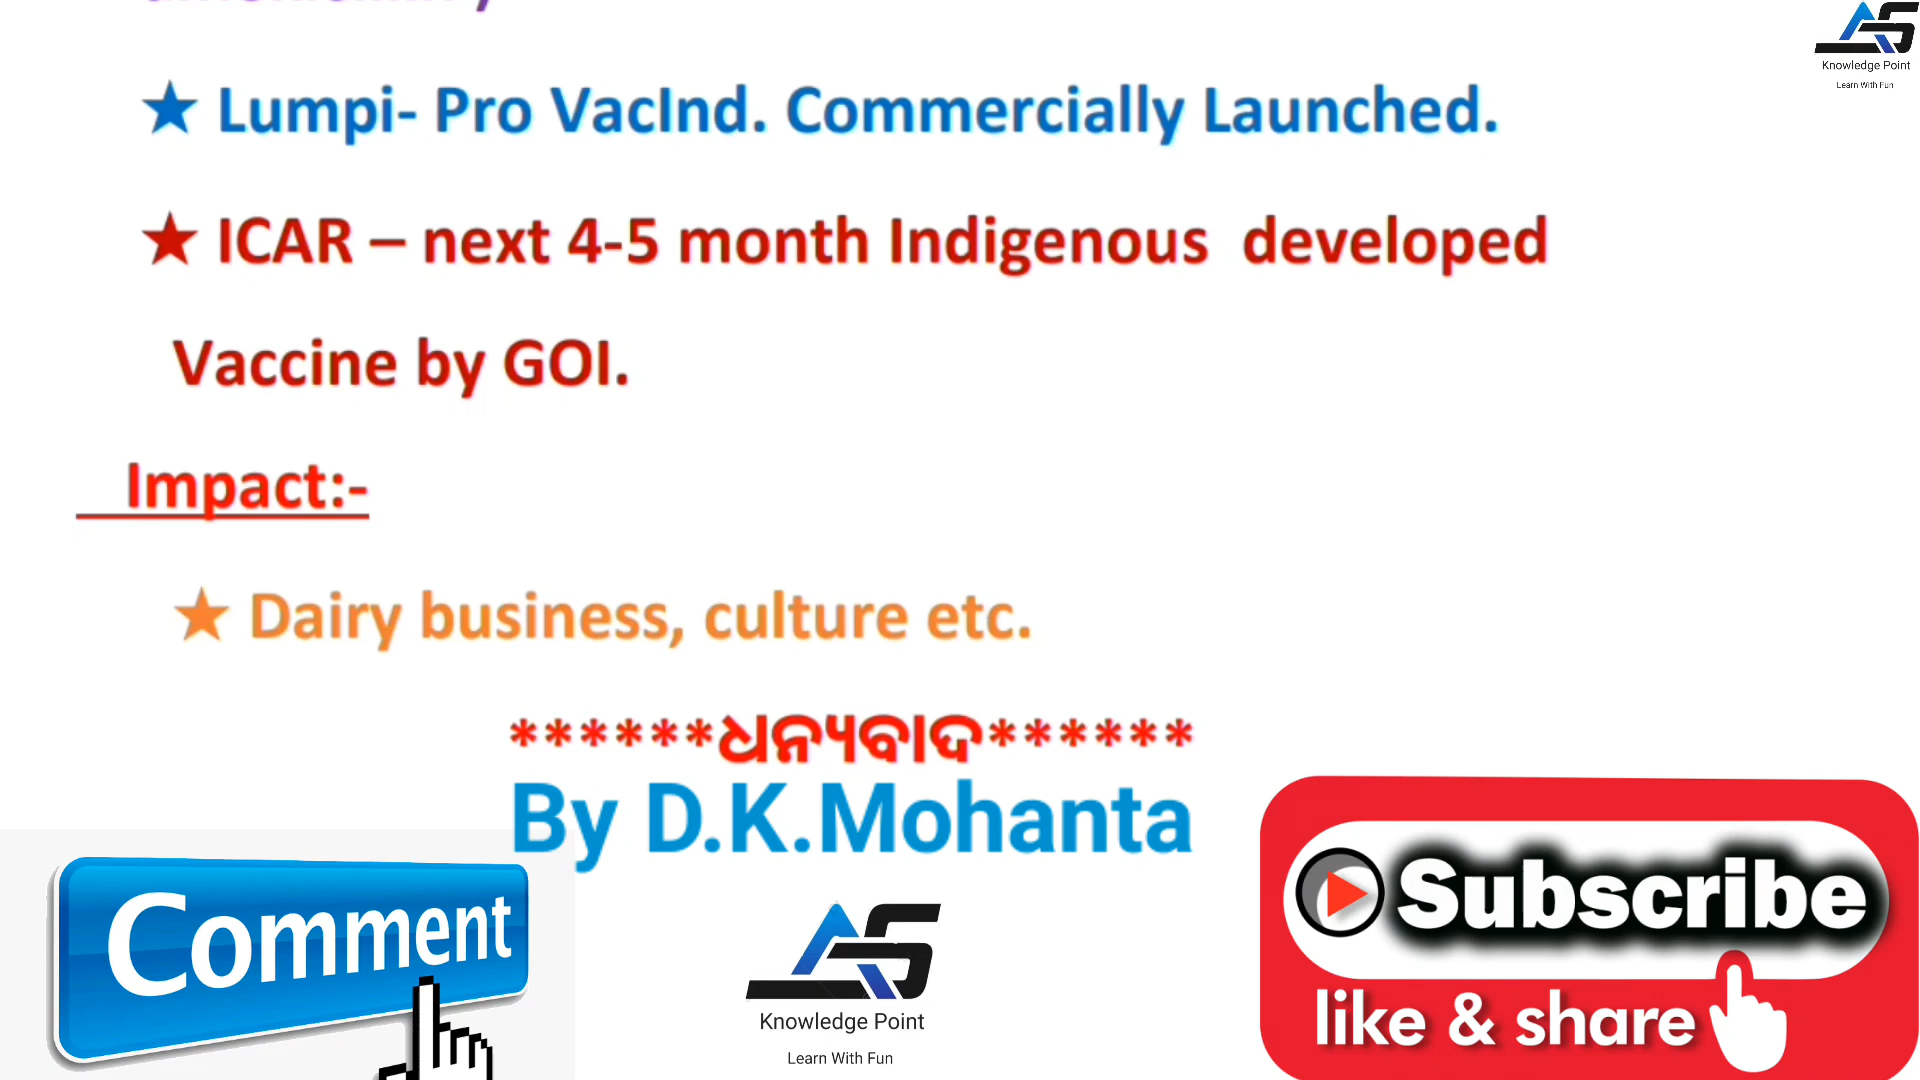 Knowledge Point
Learn With Fun
★ Lumpi- Pro VacInd. Commercially Launched.
★ ICAR – next 4-5 month Indigenous developed
Vaccine by GOI.
Impact:-
★ Dairy business, culture etc.
******ଧନ୍ୟବାଦ******
By D.K.Mohanta
Comment
AS
Knowledge Point
Learn With Fun
Subscribe
like & share